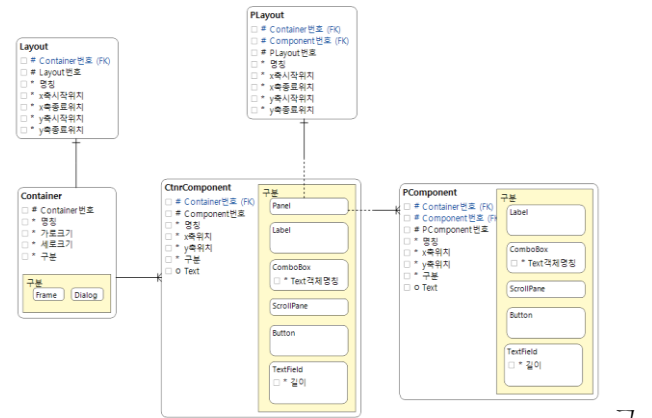 Layout
# Container번호 (FK)
# Layout번호
* 명칭
* x축시작위치
* x축종료위치
* y축시작위치
* y축종료위치
PLayout
# Container번호 (FK)
# Component번호 (FK)
# PLayout번호
* 명칭
* x축시작위치
* x축종료위치
* y축시작위치
* y축종료위치
Container
# Container번호
* 명칭
* 가로크기
* 세로크기
* 구분
구분
Frame
Dialog
CtnrComponent
# Container번호 (FK)
# Component번호
* 명칭
* x축위치
* y축위치
* 구분
o Text
구분
Panel
Label
ComboBox
* Text객체명칭
ScrollPane
Button
TextField
* 길이
PComponent
# Container번호 (FK)
# Component번호 (FK
# PComponent번호
* 명칭
* x축위치
* y축위치
* 구분
o Text
구분
Label
ComboBox
* Text객체명칭
ScrollPane
Button
TextField
* 길이